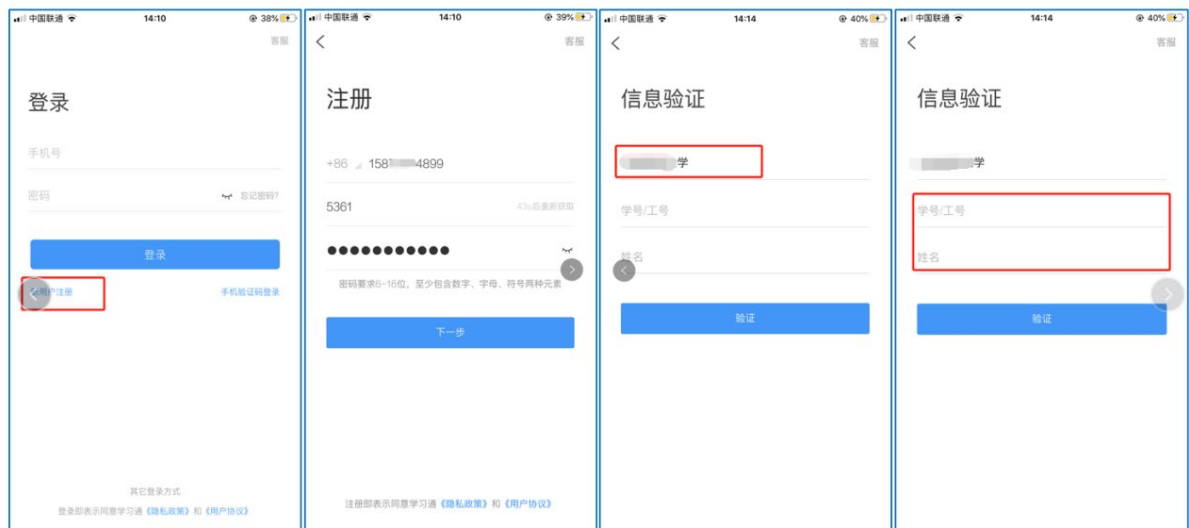 中国联通 14:10 38%
客服
登录
手机号
密码 忘记密码?
登录
用户注册 手机验证码登录
其它登录方式
登录即表示同意学习通《隐私政策》和《用户协议》
中国联通 14:10 39%
客服
注册
+86 158 4899
5361 43s后重新获取
密码要求6-16位，至少包含数字、字母、符号两种元素
下一步
注册即表示同意学习通《隐私政策》和《用户协议》
中国联通 14:14 40%
客服
信息验证
学
学号/工号
姓名
验证
中国联通 14:14 40%
客服
信息验证
学
学号/工号
姓名
验证